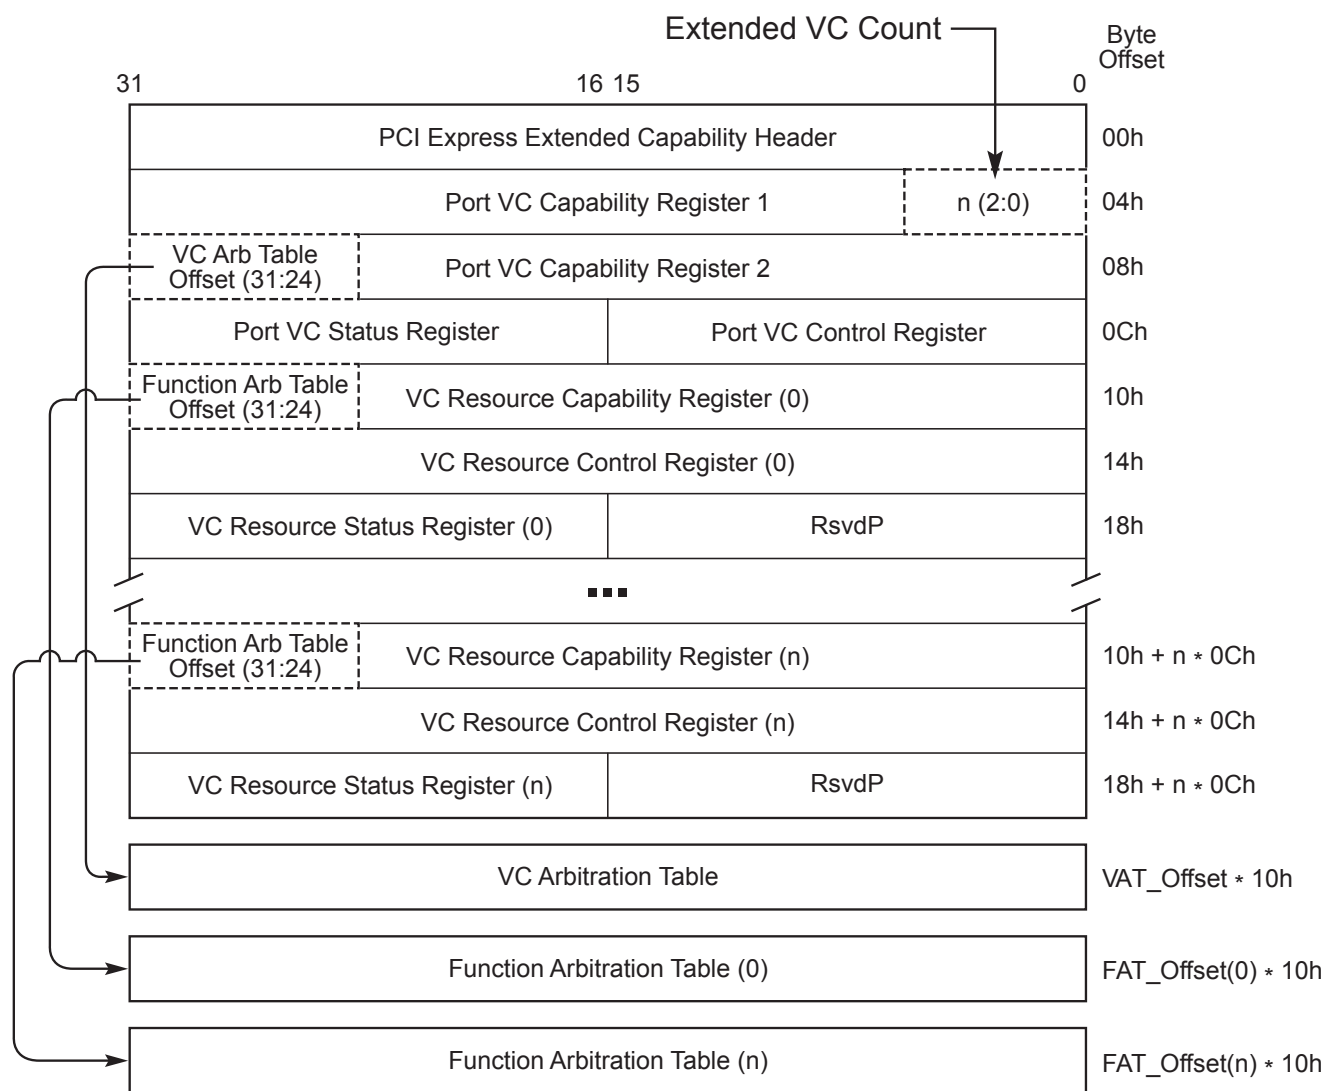 Extended VC Count
Byte
Offset
31 16 15 0
PCI Express Extended Capability Header 00h
Port VC Capability Register 1 n (2:0) 04h
VC Arb Table
Offset (31:24) Port VC Capability Register 2 08h
Port VC Status Register Port VC Control Register 0Ch
Function Arb Table
Offset (31:24) VC Resource Capability Register (0) 10h
VC Resource Control Register (0) 14h
VC Resource Status Register (0) RsvdP 18h
...
Function Arb Table
Offset (31:24) VC Resource Capability Register (n) 10h + n * 0Ch
VC Resource Control Register (n) 14h + n * 0Ch
VC Resource Status Register (n) RsvdP 18h + n * 0Ch
VC Arbitration Table VAT_Offset * 10h
Function Arbitration Table (0) FAT_Offset(0) * 10h
Function Arbitration Table (n) FAT_Offset(n) * 10h